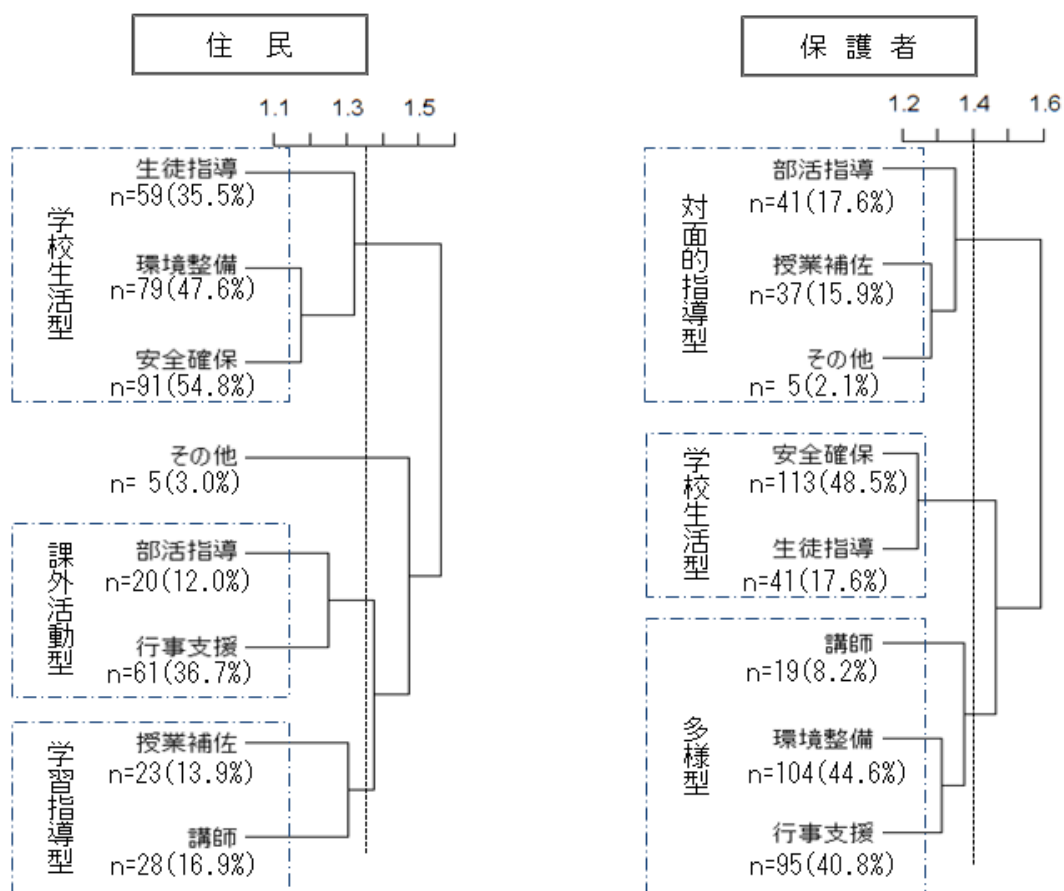 住 民
1.1 1.3 1.5
学校生活型
生徒指導
n=59(35.5%)
環境整備
n=79(47.6%)
安全確保
n=91(54.8%)
その他
n= 5(3.0%)
課外活動型
部活指導
n=20(12.0%)
行事支援
n=61(36.7%)
学習指導型
授業補佐
n=23(13.9%)
講師
n=28(16.9%)
保 護 者
1.2 1.4 1.6
対面的指導型
部活指導
n=41(17.6%)
授業補佐
n=37(15.9%)
その他
n= 5(2.1%)
学校生活型
安全確保
n=113(48.5%)
生徒指導
n=41(17.6%)
多様型
講師
n=19(8.2%)
環境整備
n=104(44.6%)
行事支援
n=95(40.8%)